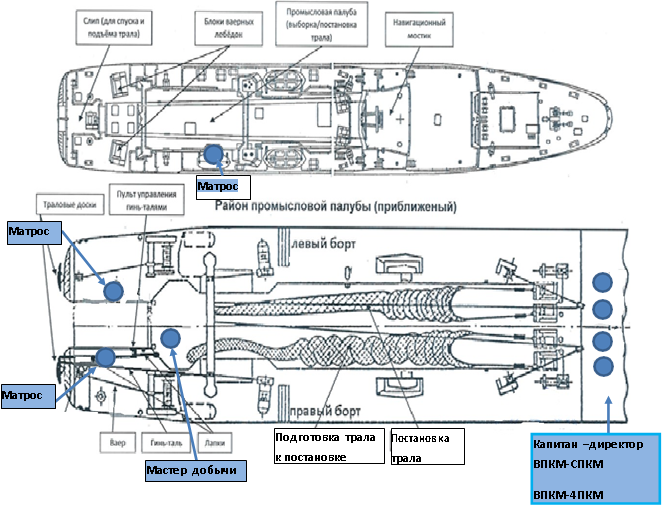 Слип (для спуска и
подъёма трала)
Блоки ваерных
лебёдок
Промысловая палуба
(выборка/постановка
трала)
Навигационный
мостик
Матрос
Траловые доски
Пульт управления
гинь-талями
Район промысловой палубы (приближеный)
Матрос
левый борт
Матрос
правый борт
Ваер
Гинь-таль
Лапки
Мастер добычи
Подготовка трала
к постановке
Постановка
трала
Капитан –директор
ВПКМ-СПКМ
ВПКМ-4ПКМ